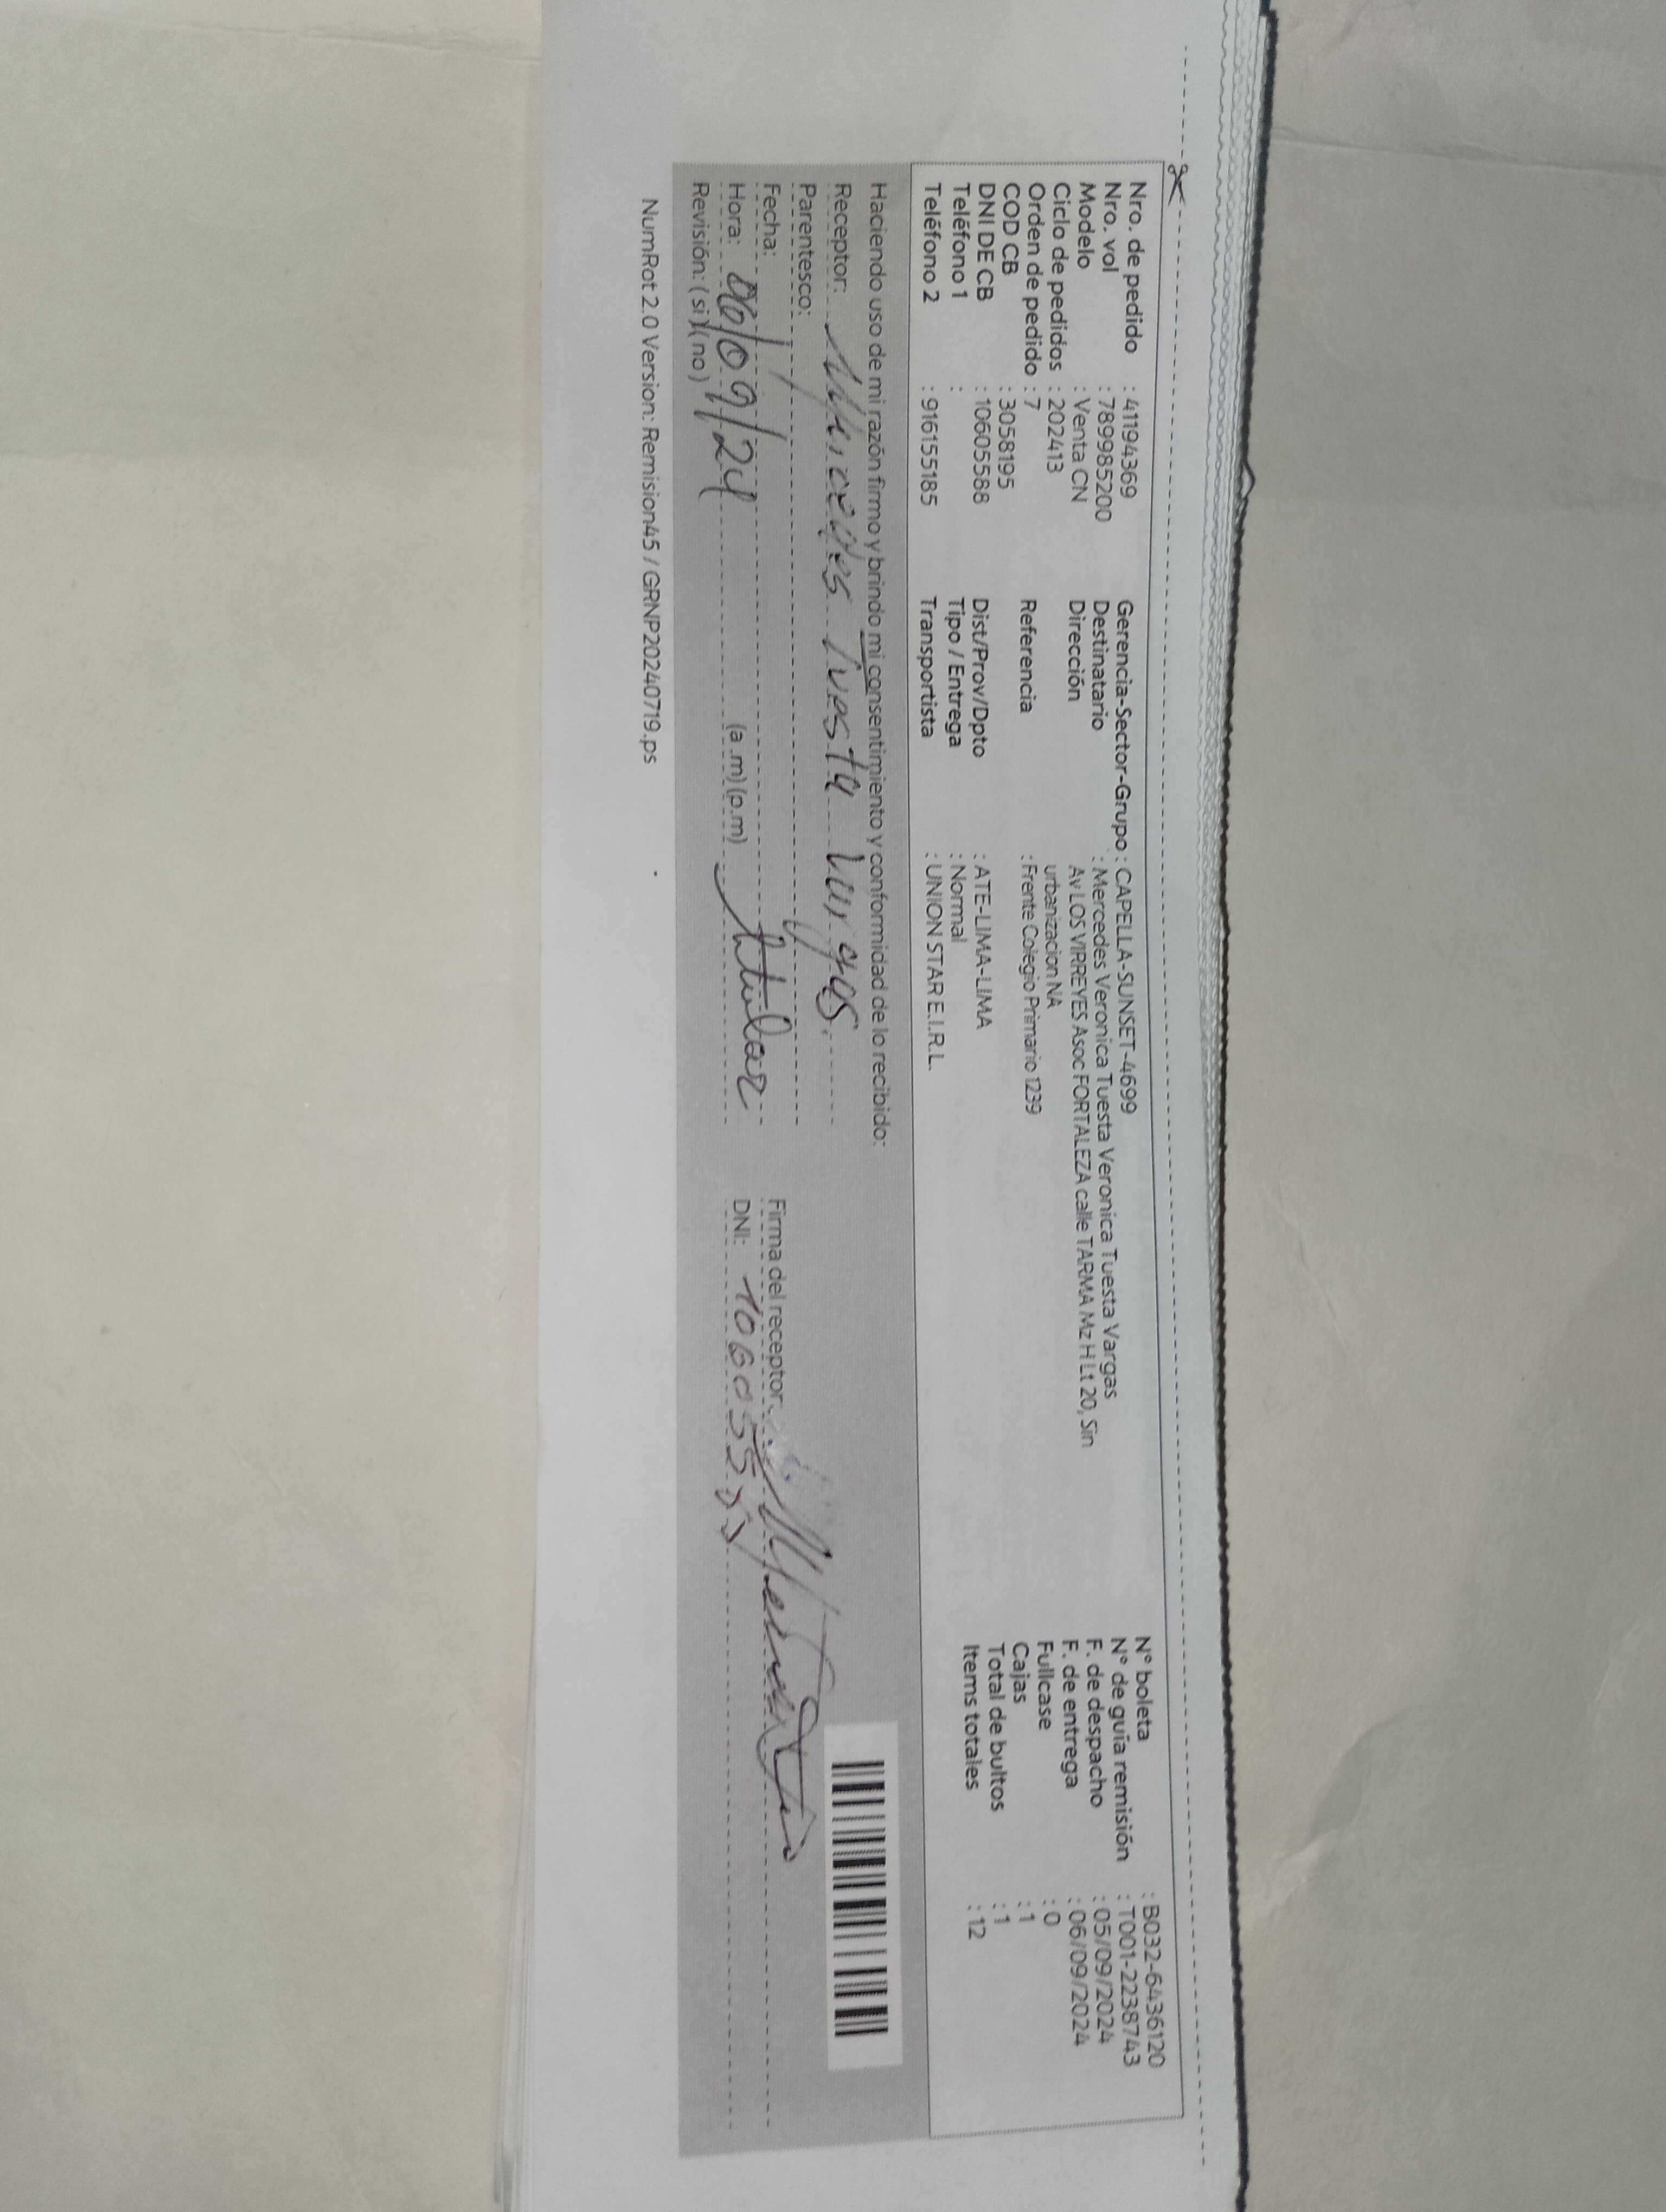 Nro. de pedido : 41194369
Nro. vol : 789985200
Modelo : Venta CN
Ciclo de pedidos : 202413
Orden de pedido : 7
COD CB : 3058195
DNI DE CB : 10605588
Teléfono 1 :
Teléfono 2 : 916155185
Gerencia-Sector-Grupo : CAPELLA-SUNSET-4699
Destinatario : Mercedes Veronica Tuesta Veronica Tuesta Vargas
Dirección : Av LOS VIRREYES Asoc FORTALEZA calle TARMA Mz H Lt 20, Sin
urbanizacion NA
Referencia : Frente Colegio Primario 1239
Dist/Prov/Dpto : ATE-LIMA-LIMA
Tipo / Entrega : Normal
Transportista : UNION STAR E.I.R.L.
N° boleta : B032-6436120
N° de guía remisión : T001-2238743
F. de despacho : 05/09/2024
F. de entrega : 06/09/2024
Fullcase : 0
Cajas : 1
Total de bultos : 1
Items totales : 12
Haciendo uso de mi razón firmo y brindo mi consentimiento y conformidad de lo recibido:
Receptor: Mercedes Tuesta Vargas.
Parentesco:
Fecha:
Hora: 06/09/24 (a.m) (p.m) titular
Revisión: ( si ) ( no )
Firma del receptor:
DNI: 10605588
NumRot 2.0 Version: Remision45 / GRNP20240719.ps